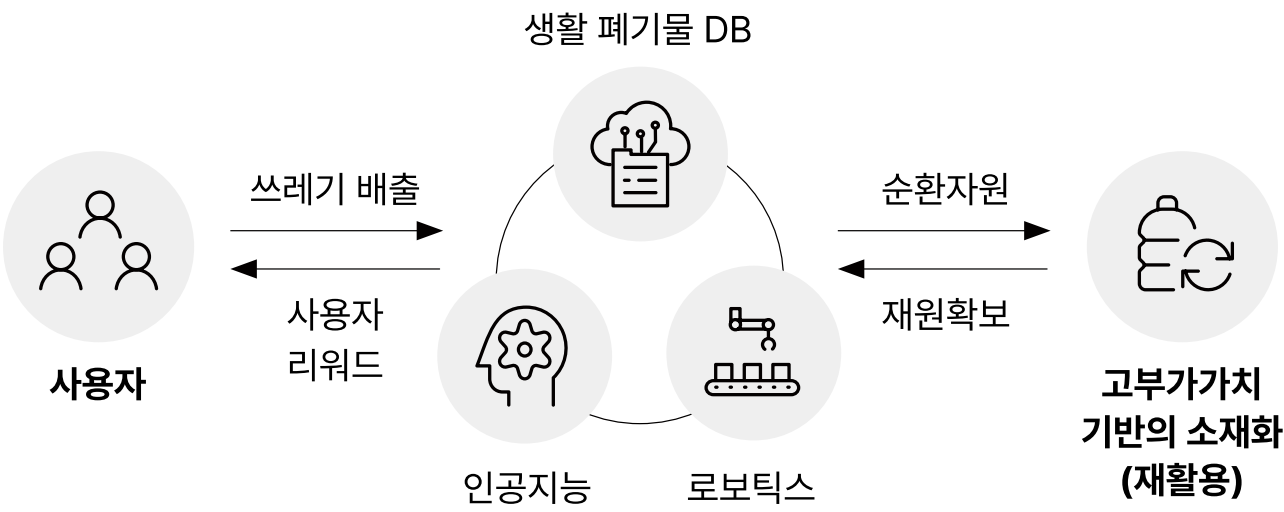 생활 폐기물 DB
쓰레기 배출
사용자
리워드
사용자
인공지능
로보틱스
순환자원
재원확보
고부가가치
기반의 소재화
(재활용)